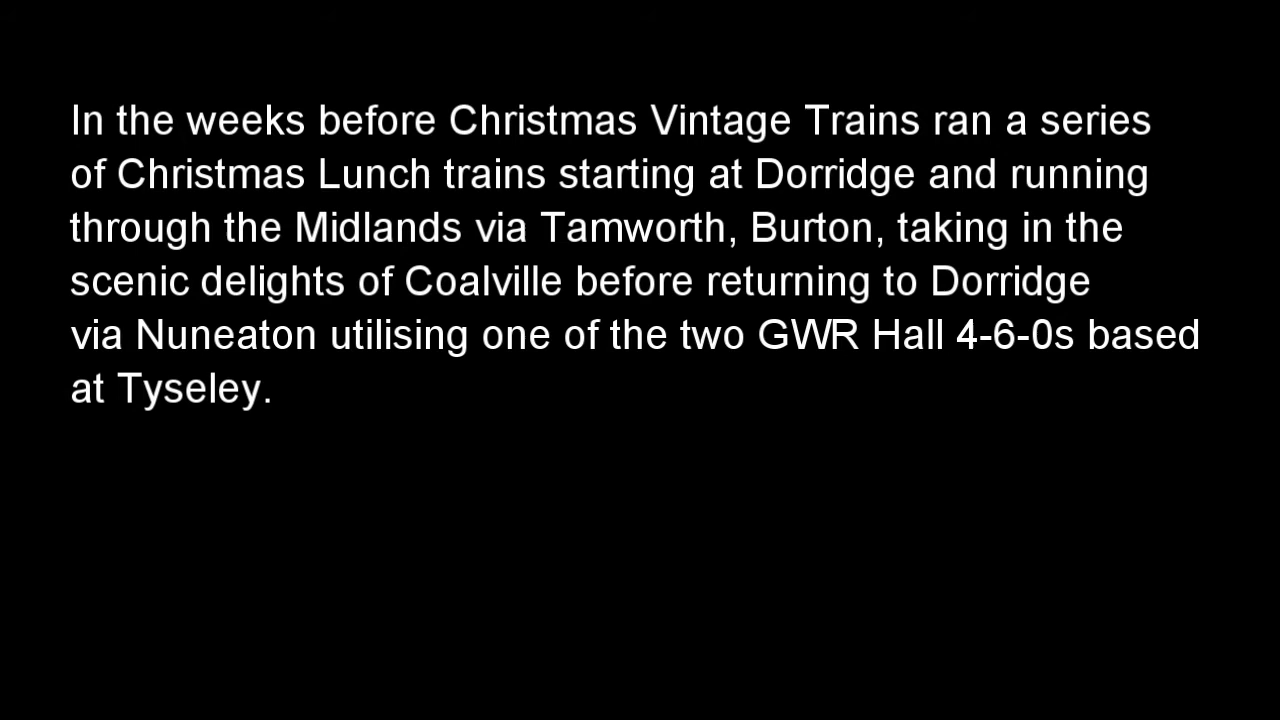 In the weeks before Christmas Vintage Trains ran a series
of Christmas Lunch trains starting at Dorridge and running
through the Midlands via Tamworth, Burton, taking in the
scenic delights of Coalville before returning to Dorridge
via Nuneaton utilising one of the two GWR Hall 4-6-0s based
at Tyseley.